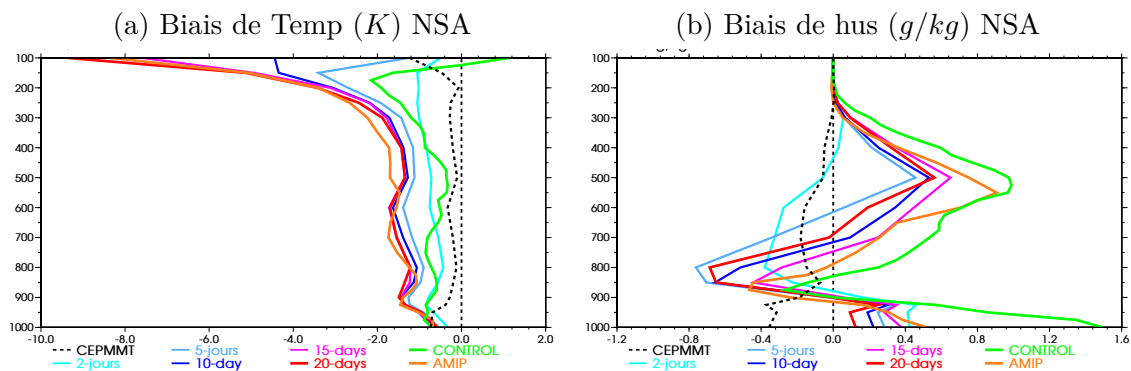 (a) Biais de Temp (K) NSA
(b) Biais de hus (g/kg) NSA
100
200
300
400
500
600
700
800
900
1000
-10.0 -8.0 -6.0 -4.0 -2.0 0.0 2.0
CEPMMT 5-jours 15-days CONTROL
2-jours 10-day 20-days AMIP
100
200
300
400
500
600
700
800
900
1000
-1.2 -0.8 -0.4 0.0 0.4 0.8 1.2 1.6
CEPMMT 5-jours 15-days CONTROL
2-jours 10-day 20-days AMIP